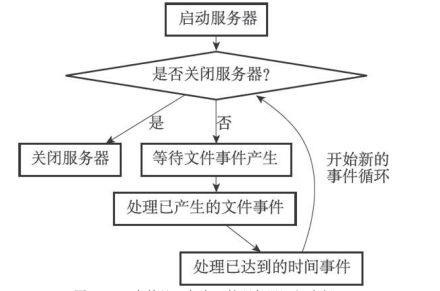 启动服务器
是否关闭服务器?
是
否
关闭服务器
等待文件事件产生
开始新的
事件循环
处理已产生的文件事件
处理已达到的时间事件